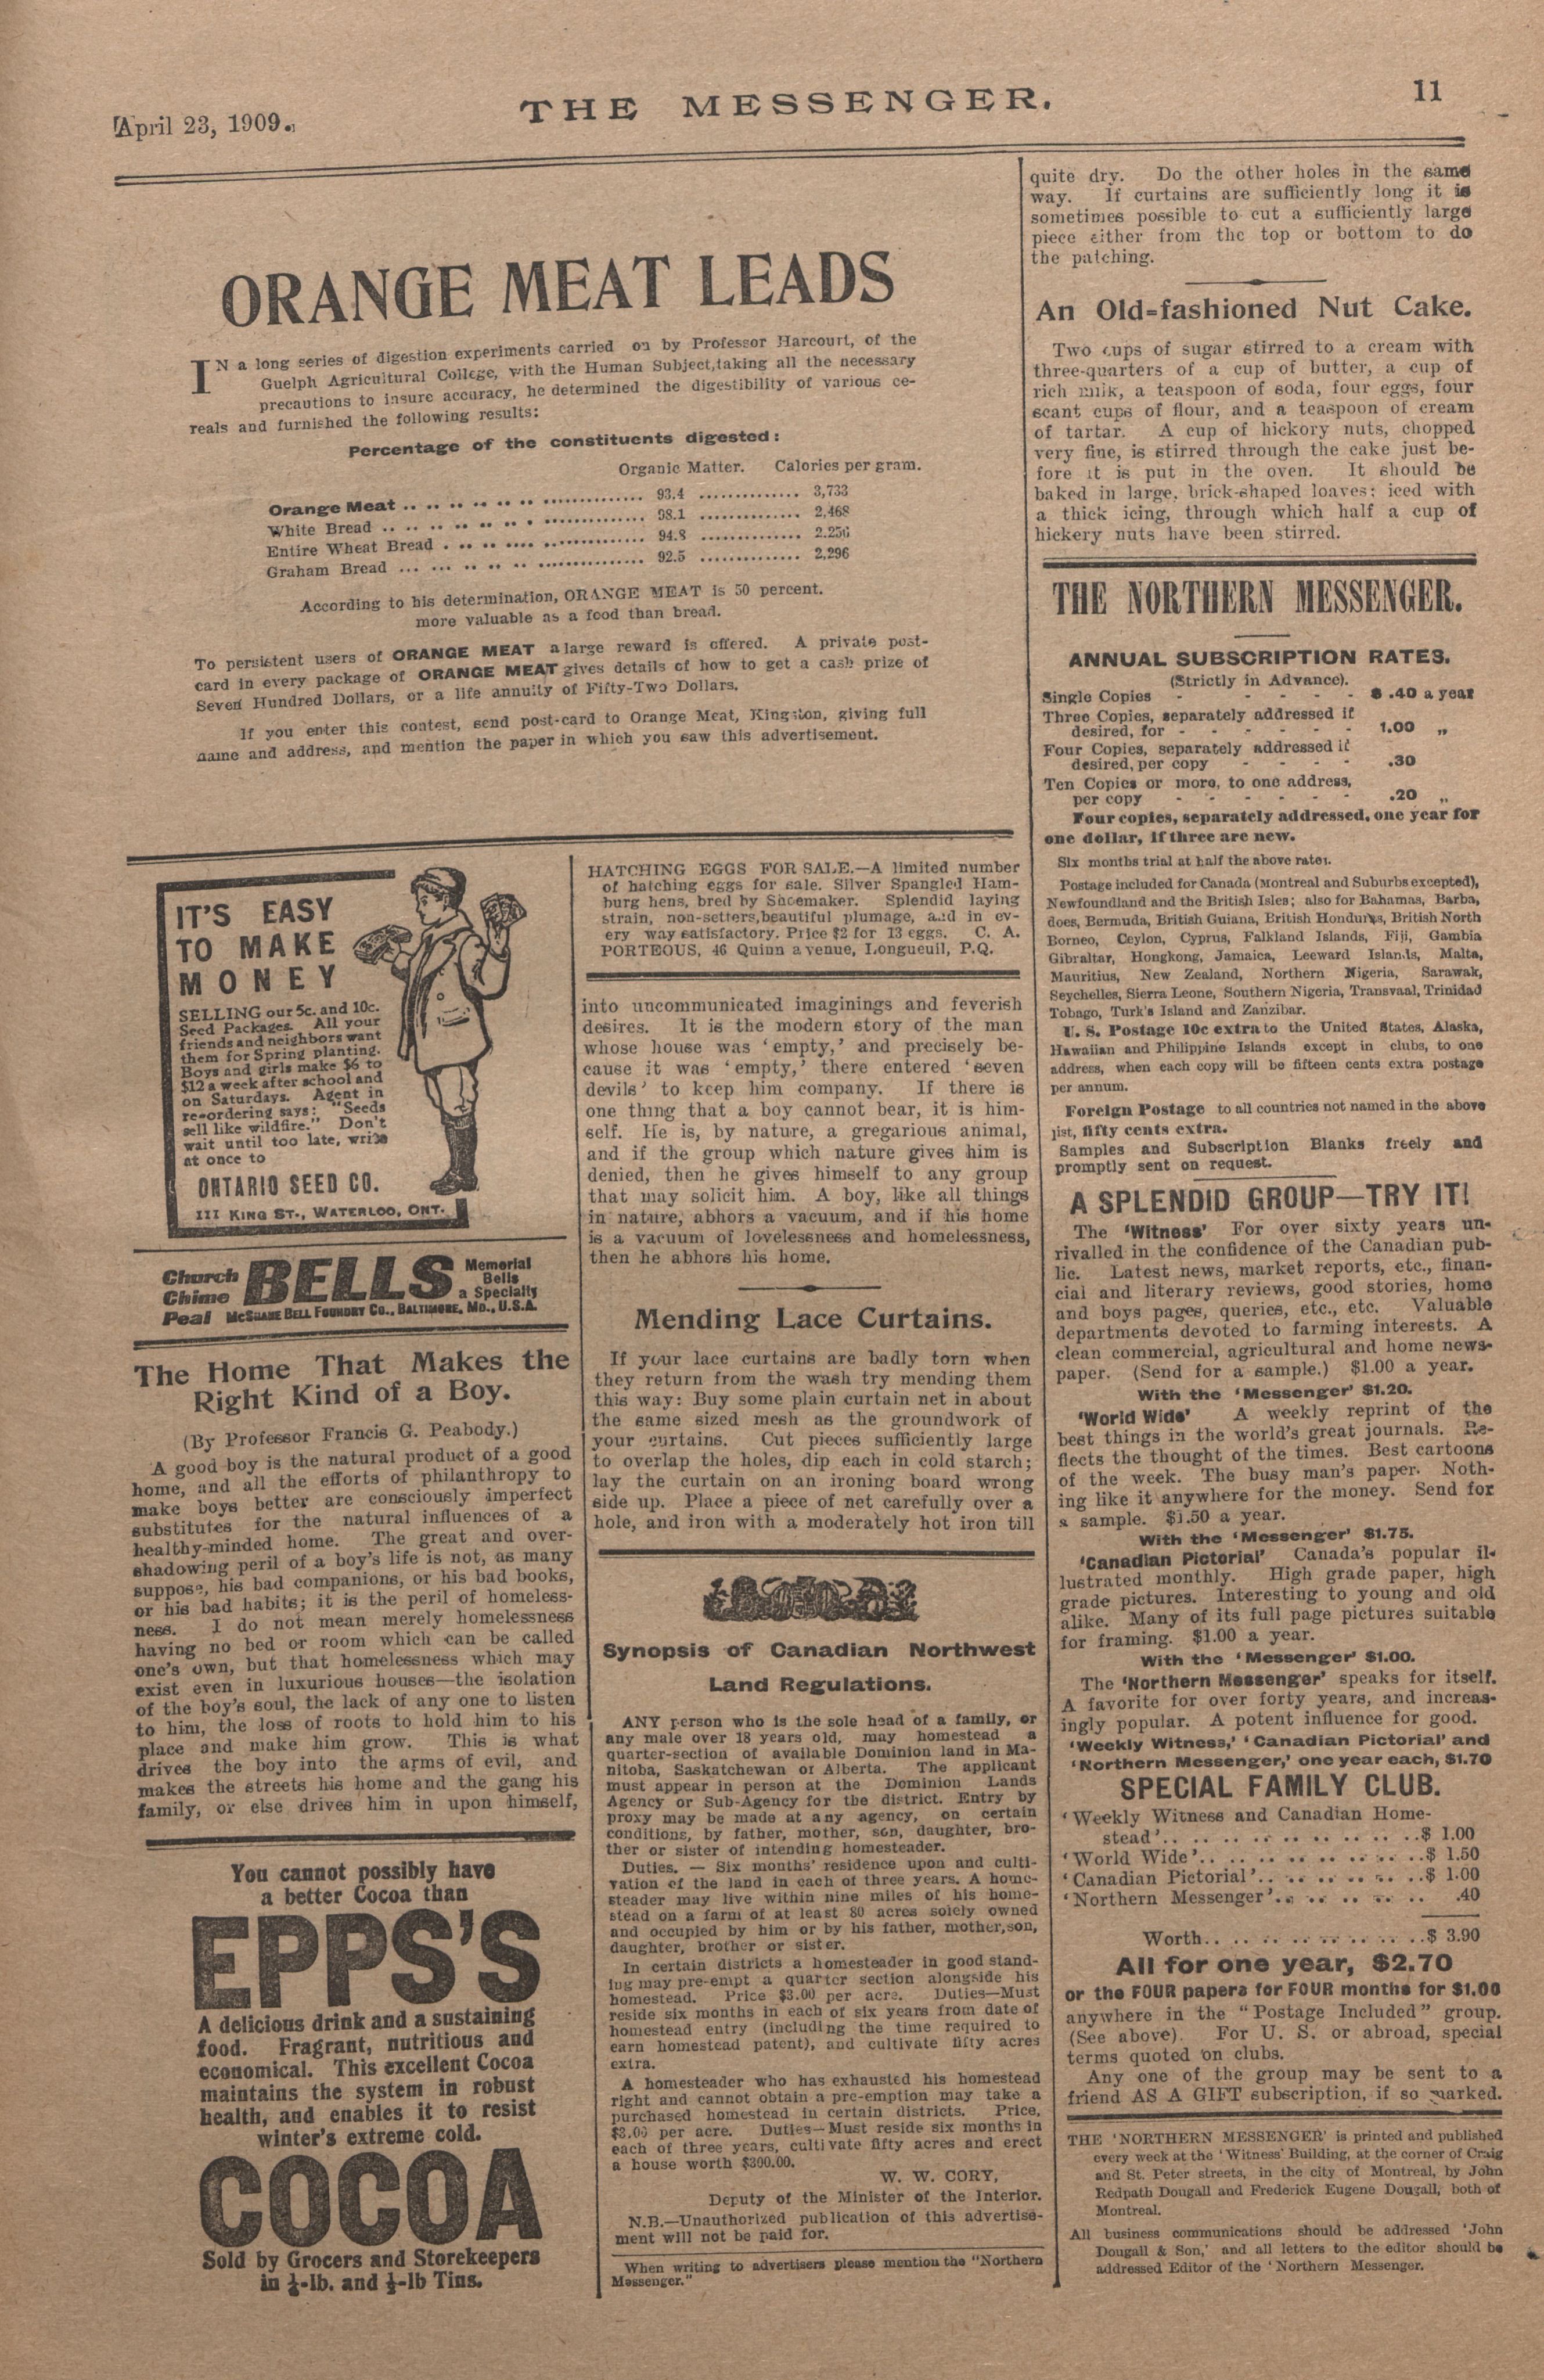 [April 23, 1909.
THE MESSENGER.
11
ORANGE MEAT LEADS
IN a long series of digestion experiments carried on by Professor Harcourt, of the
Guelph Agricultural College, with the Human Subject,taking all the necessary
precautions to insure accuracy, he determined the digestibility of various ce-
reals and furnished the following results:
Percentage of the constituents digested:
Organic Matter. Calories per gram.
Orange Meat .. .. .. .. .. .............. 93.4 .............. 3,733
White Bread .. .. .. .. .. . .............. 98.1 .............. 2,468
Entire Wheat Bread . .. .. .... .............. 94.8 .............. 2.256
Graham Bread ... ... .. .. .. .............. 92.5 .............. 2,296
According to his determination, ORANGE MEAT is 50 percent.
more valuable as a food than bread.
To persistent users of ORANGE MEAT a large reward is offered. A private post-
card in every package of ORANGE MEAT gives details of how to get a cash prize of
Seven Hundred Dollars, or a life annuity of Fifty-Two Dollars.
If you enter this contest, send post-card to Orange Meat, Kingston, giving full
name and address, and mention the paper in which you saw this advertisement.
IT'S EASY
TO MAKE
MONEY
SELLING our 5c. and 10c.
Seed Packages. All your
friends and neighbors want
them for Spring planting.
Boys and girls make $6 to
$12 a week after school and
on Saturdays. Agent in
re-ordering says: "Seeds
sell like wildfire." Don't
wait until too late, write
at once to
ONTARIO SEED CO.
111 KING ST., WATERLOO, ONT.
Church
Chime
Peal
BELLS
Memorial
Bells
a Specialty
McSHANE BELL FOUNDRY CO., BALTIMORE, MD., U.S.A.
The Home That Makes the
Right Kind of a Boy.
(By Professor Francis G. Peabody.)
A good boy is the natural product of a good
home, and all the efforts of philanthropy to
make boys better are consciously imperfect
substitutes for the natural influences of a
healthy-minded home. The great and over-
shadowing peril of a boy's life is not, as many
suppose, his bad companions, or his bad books,
or his bad habits; it is the peril of homeless-
ness. I do not mean merely homelessness
having no bed or room which can be called
one's own, but that homelessness which may
exist even in luxurious houses—the isolation
of the boy's soul, the lack of any one to listen
to him, the loss of roots to hold him to his
place and make him grow. This is what
drives the boy into the arms of evil, and
makes the streets his home and the gang his
family, or else drives him in upon himself,
You cannot possibly have
a better Cocoa than
EPPS'S
A delicious drink and a sustaining
food. Fragrant, nutritious and
economical. This excellent Cocoa
maintains the system in robust
health, and enables it to resist
winter's extreme cold.
COCOA
Sold by Grocers and Storekeepers
in ¼-lb. and ½-lb Tins.
HATCHING EGGS FOR SALE.—A limited number
of hatching eggs for sale. Silver Spangled Ham-
burg hens, bred by Shoemaker. Splendid laying
strain, non-setters,beautiful plumage, and in ev-
ery way satisfactory. Price $2 for 13 eggs. C. A.
PORTEOUS, 46 Quinn avenue, Longueuil, P.Q.
into uncommunicated imaginings and feverish
desires. It is the modern story of the man
whose house was 'empty,' and precisely be-
cause it was 'empty,' there entered 'seven
devils' to keep him company. If there is
one thing that a boy cannot bear, it is him-
self. He is, by nature, a gregarious animal,
and if the group which nature gives him is
denied, then he gives himself to any group
that may solicit him. A boy, like all things
in nature, abhors a vacuum, and if his home
is a vacuum of lovelessness and homelessness,
then he abhors his home.
Mending Lace Curtains.
If your lace curtains are badly torn when
they return from the wash try mending them
this way: Buy some plain curtain net in about
the same sized mesh as the groundwork of
your curtains. Cut pieces sufficiently large
to overlap the holes, dip each in cold starch;
lay the curtain on an ironing board wrong
side up. Place a piece of net carefully over a
hole, and iron with a moderately hot iron till
Synopsis of Canadian Northwest
Land Regulations.
ANY person who is the sole head of a family, or
any male over 18 years old, may homestead a
quarter-section of available Dominion land in Ma-
nitoba, Saskatchewan or Alberta. The applicant
must appear in person at the Dominion Lands
Agency or Sub-Agency for the district. Entry by
proxy may be made at any agency, on certain
conditions, by father, mother, son, daughter, bro-
ther or sister of intending homesteader.
Duties. — Six months' residence upon and culti-
vation of the land in each of three years. A home-
steader may live within nine miles of his home-
stead on a farm of at least 80 acres solely owned
and occupied by him or by his father, mother,son,
daughter, brother or sister.
In certain districts a homesteader in good stand-
ing may pre-empt a quarter section alongside his
homestead. Price $3.00 per acre. Duties—Must
reside six months in each of six years from date of
homestead entry (including the time required to
earn homestead patent), and cultivate fifty acres
extra.
A homesteader who has exhausted his homestead
right and cannot obtain a pre-emption may take a
purchased homestead in certain districts. Price,
$3.00 per acre. Duties—Must reside six months in
each of three years, cultivate fifty acres and erect
a house worth $300.00.
W. W. CORY,
Deputy of the Minister of the Interior.
N.B.—Unauthorized publication of this advertise-
ment will not be paid for.
When writing to advertisers please mention the "Northern
Messenger."
quite dry. Do the other holes in the same
way. If curtains are sufficiently long it is
sometimes possible to cut a sufficiently large
piece either from the top or bottom to do
the patching.
An Old=fashioned Nut Cake.
Two cups of sugar stirred to a cream with
three-quarters of a cup of butter, a cup of
rich milk, a teaspoon of soda, four eggs, four
scant cups of flour, and a teaspoon of cream
of tartar. A cup of hickory nuts, chopped
very fine, is stirred through the cake just be-
fore it is put in the oven. It should be
baked in large, brick-shaped loaves; iced with
a thick icing, through which half a cup of
hickery nuts have been stirred.
THE NORTHERN MESSENGER.
ANNUAL SUBSCRIPTION RATES.
(Strictly in Advance).
Single Copies - - - - - $ .40 a year
Three Copies, separately addressed if
desired, for - - - - - - 1.00 „
Four Copies, separately addressed if
desired, per copy - - - - .30
Ten Copies or more, to one address,
per copy - - - - - - .20 „
Four copies, separately addressed, one year for
one dollar, if three are new.
Six months trial at half the above rates.
Postage included for Canada (Montreal and Suburbs excepted),
Newfoundland and the British Isles; also for Bahamas, Barba,
does, Bermuda, British Guiana, British Honduras, British North
Borneo, Ceylon, Cyprus, Falkland Islands, Fiji, Gambia
Gibraltar, Hongkong, Jamaica, Leeward Islands, Malta,
Mauritius, New Zealand, Northern Nigeria, Sarawak,
Seychelles, Sierra Leone, Southern Nigeria, Transvaal, Trinidad
Tobago, Turk's Island and Zanzibar.
U. S. Postage 10c extra to the United States, Alaska,
Hawaiian and Philippine Islands except in clubs, to one
address, when each copy will be fifteen cents extra postage
per annum.
Foreign Postage to all countries not named in the above
list, fifty cents extra.
Samples and Subscription Blanks freely and
promptly sent on request.
A SPLENDID GROUP—TRY IT!
The 'Witness' For over sixty years un-
rivalled in the confidence of the Canadian pub-
lic. Latest news, market reports, etc., finan-
cial and literary reviews, good stories, home
and boys pages, queries, etc., etc. Valuable
departments devoted to farming interests. A
clean commercial, agricultural and home news-
paper. (Send for a sample.) $1.00 a year.
With the 'Messenger' $1.20.
'World Wide' A weekly reprint of the
best things in the world's great journals. Re-
flects the thought of the times. Best cartoons
of the week. The busy man's paper. Noth-
ing like it anywhere for the money. Send for
a sample. $1.50 a year.
With the 'Messenger' $1.75.
'Canadian Pictorial' Canada's popular il-
lustrated monthly. High grade paper, high
grade pictures. Interesting to young and old
alike. Many of its full page pictures suitable
for framing. $1.00 a year.
With the 'Messenger' $1.00.
The 'Northern Messenger' speaks for itself.
A favorite for over forty years, and increas-
ingly popular. A potent influence for good.
'Weekly Witness,' 'Canadian Pictorial' and
'Northern Messenger,' one year each, $1.70
SPECIAL FAMILY CLUB.
'Weekly Witness and Canadian Home-
stead'.. .. .. .. .. .. .. .. .. ..$ 1.00
'World Wide'.. .. .. .. .. .. .. .. ..$ 1.50
'Canadian Pictorial'.. .. .. .. .. ..$ 1.00
'Northern Messenger'.. .. .. .. .. .. .40
Worth.. .. .. .. .. .. .. ..$ 3.90
All for one year, $2.70
or the FOUR papers for FOUR months for $1.00
anywhere in the "Postage Included" group.
(See above). For U. S. or abroad, special
terms quoted on clubs.
Any one of the group may be sent to a
friend AS A GIFT subscription, if so marked.
THE 'NORTHERN MESSENGER' is printed and published
every week at the 'Witness' Building, at the corner of Craig
and St. Peter streets, in the city of Montreal, by John
Redpath Dougall and Frederick Eugene Dougall, both of
Montreal.
All business communications should be addressed 'John
Dougall & Son,' and all letters to the editor should be
addressed Editor of the 'Northern Messenger.